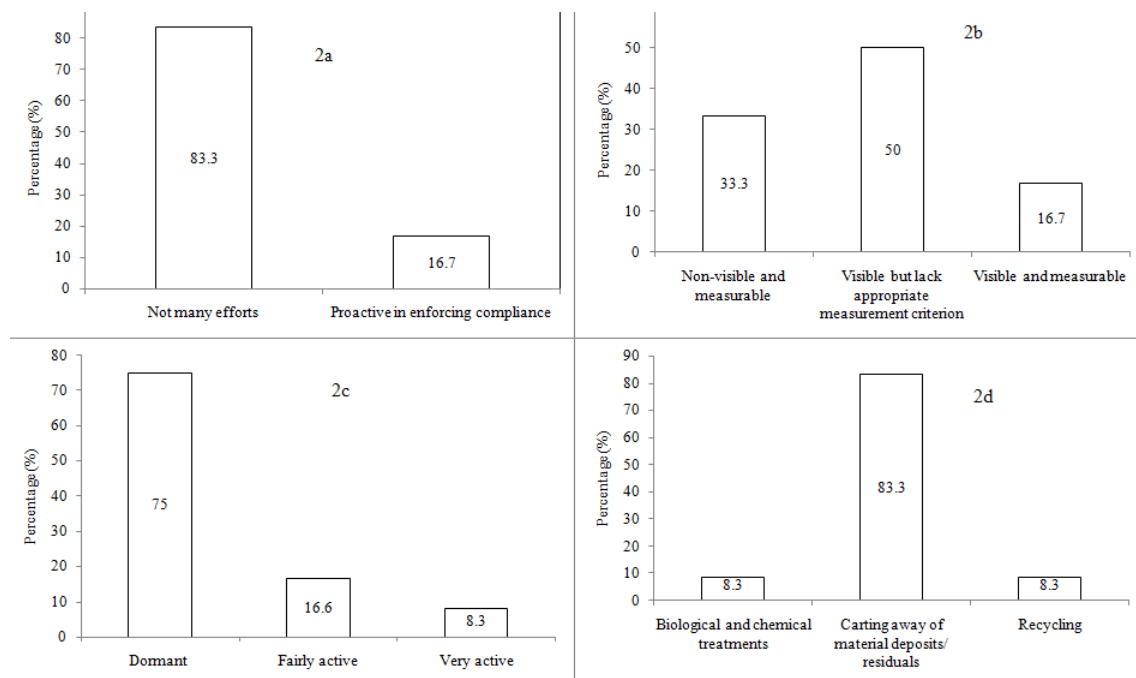 2a
Percentage (%)
80
70
60
50
40
30
20
10
0
83.3
16.7
Not many efforts
Proactive in enforcing compliance
2b
Percentage (%)
50
40
30
20
10
0
33.3
50
16.7
Non-visible and
measurable
Visible but lack
appropriate
measurement criterion
Visible and measurable
2c
Percentage (%)
80
70
60
50
40
30
20
10
0
75
16.6
8.3
Dormant
Fairly active
Very active
2d
Percentage (%)
90
80
70
60
50
40
30
20
10
0
8.3
83.3
8.3
Biological and chemical
treatments
Carting away of
material deposits/
residuals
Recycling